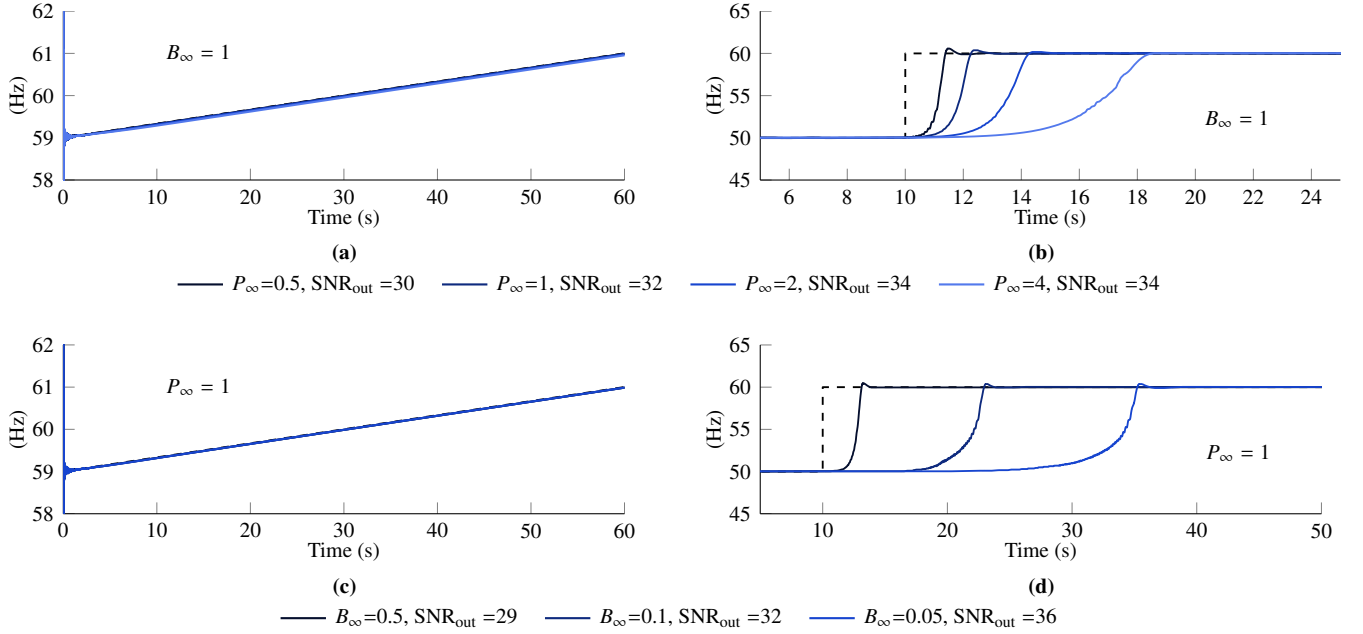 62
61
60
59
58
(Hz)
B∞ = 1
0 10 20 30 40 50 60
Time (s)
(a)
65
60
55
50
45
(Hz)
B∞ = 1
6 8 10 12 14 16 18 20 22 24
Time (s)
(b)
P∞=0.5, SNRout =30 P∞=1, SNRout =32 P∞=2, SNRout =34 P∞=4, SNRout =34
62
61
60
59
58
(Hz)
P∞ = 1
0 10 20 30 40 50 60
Time (s)
(c)
65
60
55
50
45
(Hz)
P∞ = 1
10 20 30 40 50
Time (s)
(d)
B∞=0.5, SNRout =29 B∞=0.1, SNRout =32 B∞=0.05, SNRout =36